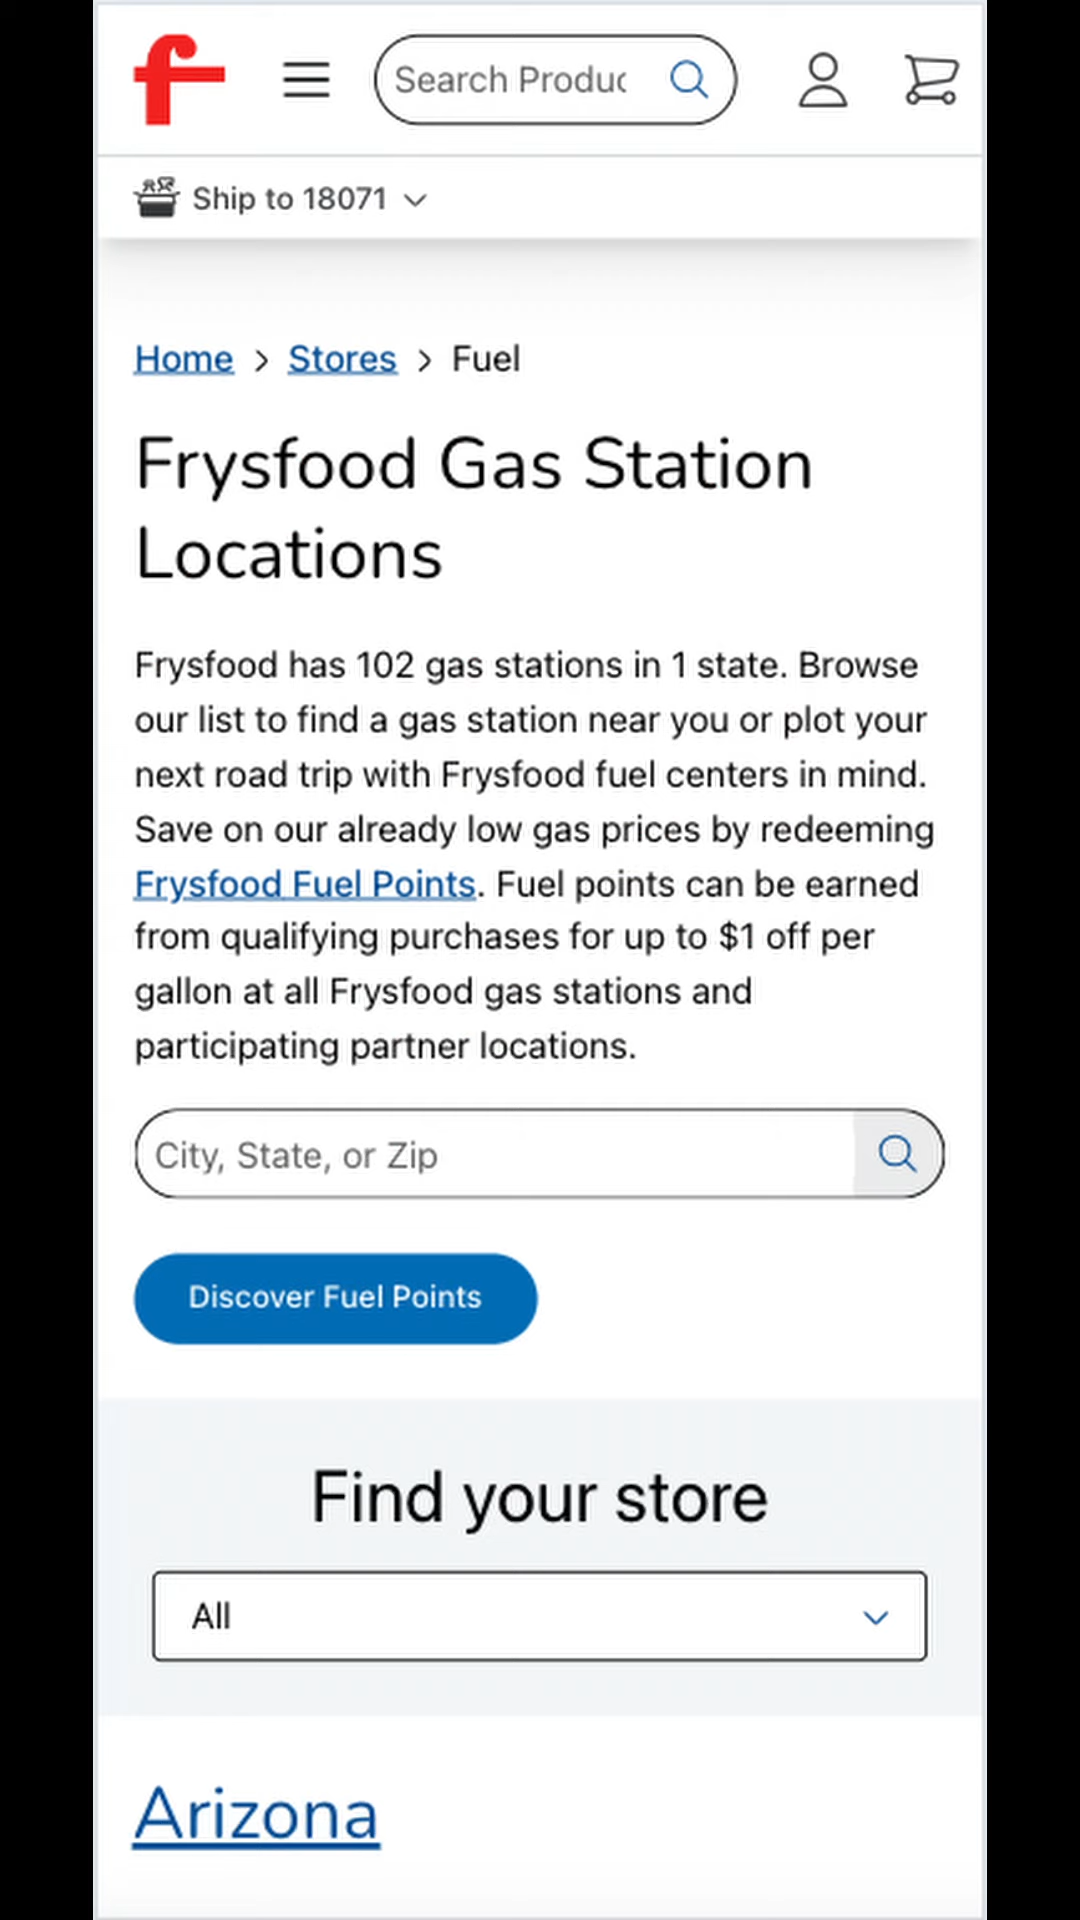 f
Search Produc
Ship to 18071
Home > Stores > Fuel
Frysfood Gas Station
Locations
Frysfood has 102 gas stations in 1 state. Browse
our list to find a gas station near you or plot your
next road trip with Frysfood fuel centers in mind.
Save on our already low gas prices by redeeming
Frysfood Fuel Points. Fuel points can be earned
from qualifying purchases for up to $1 off per
gallon at all Frysfood gas stations and
participating partner locations.
City, State, or Zip
Discover Fuel Points
Find your store
All
Arizona